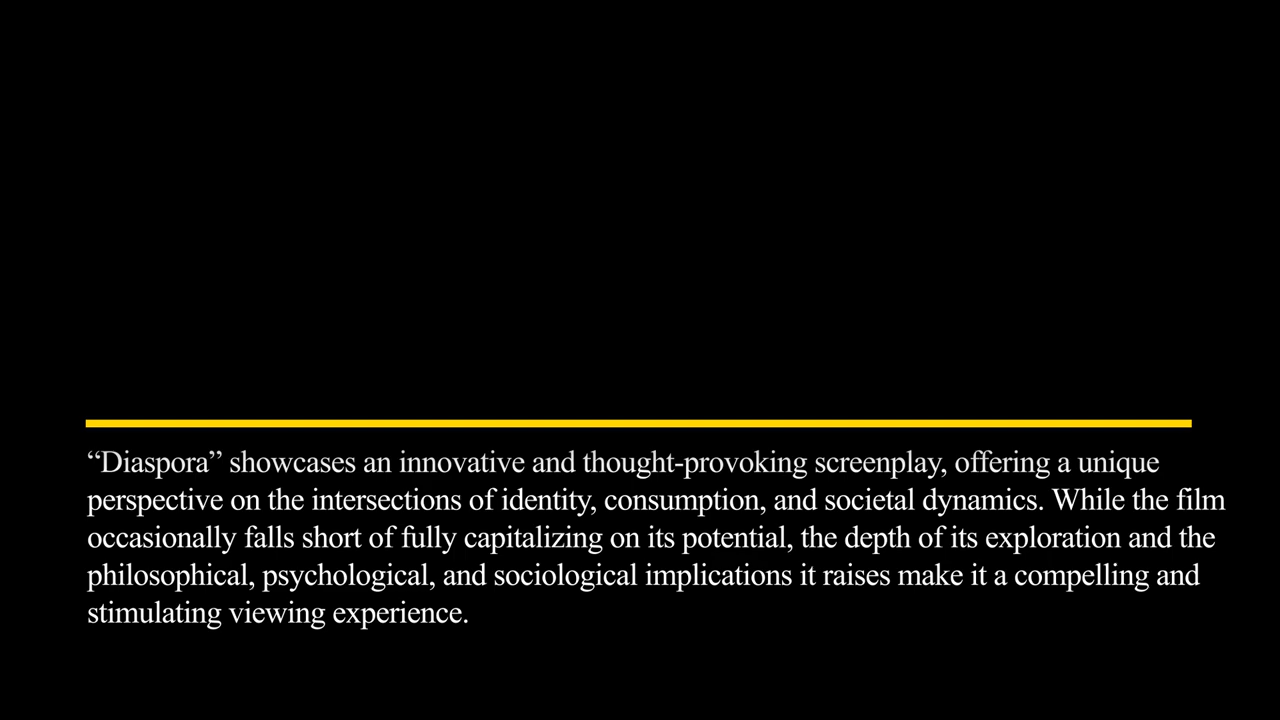 “Diaspora” showcases an innovative and thought-provoking screenplay, offering a unique
perspective on the intersections of identity, consumption, and societal dynamics. While the film
occasionally falls short of fully capitalizing on its potential, the depth of its exploration and the
philosophical, psychological, and sociological implications it raises make it a compelling and
stimulating viewing experience.